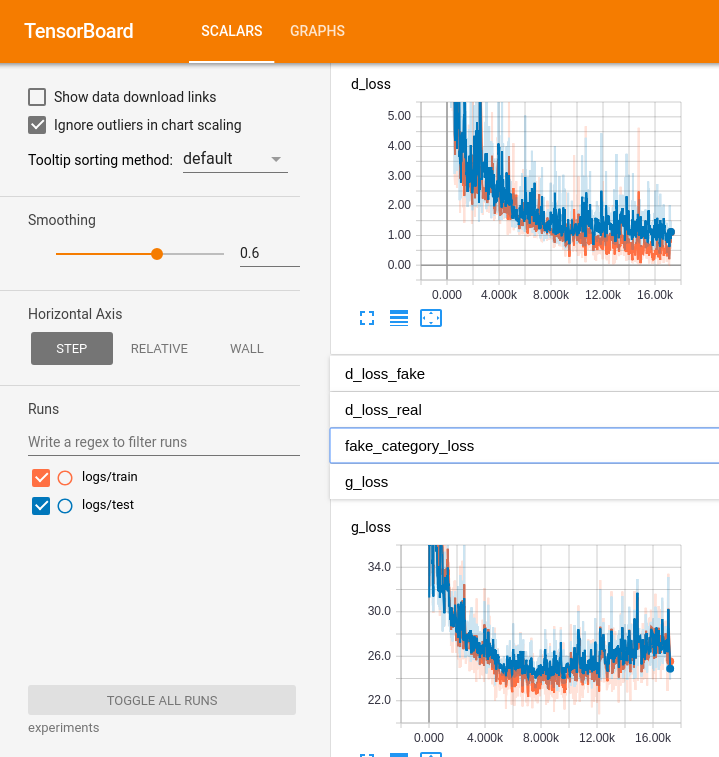 TensorBoard
SCALARS
GRAPHS
Show data download links
Ignore outliers in chart scaling
Tooltip sorting method:
default
Smoothing
0.6
Horizontal Axis
STEP
RELATIVE
WALL
Runs
Write a regex to filter runs
logs/train
logs/test
TOGGLE ALL RUNS
experiments
d_loss
5.00
4.00
3.00
2.00
1.00
0.00
0.000 4.000k 8.000k 12.00k 16.00k
d_loss_fake
d_loss_real
fake_category_loss
g_loss
g_loss
34.0
30.0
26.0
22.0
0.000 4.000k 8.000k 12.00k 16.00k